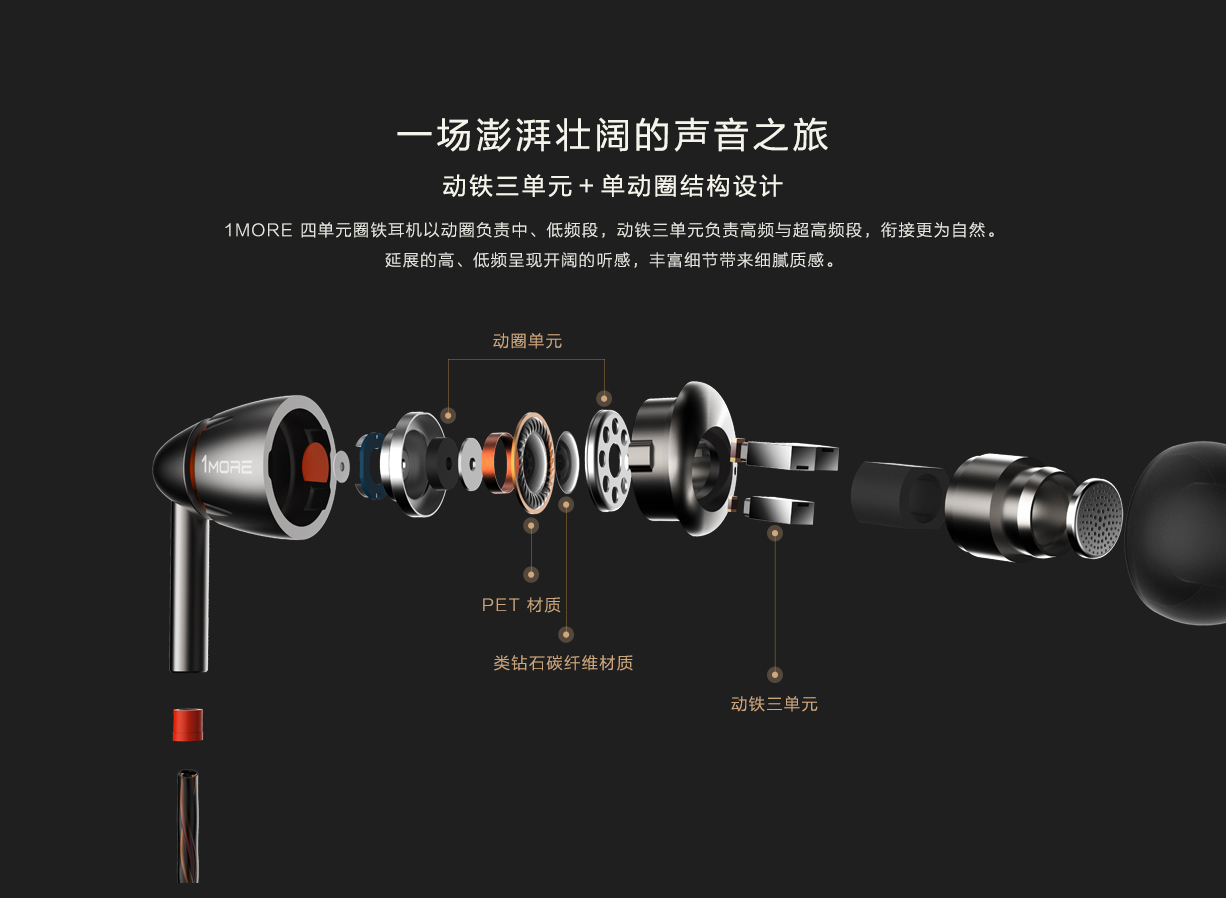 一场澎湃壮阔的声音之旅
动铁三单元+单动圈结构设计
1MORE 四单元圈铁耳机以动圈负责中、低频段，动铁三单元负责高频与超高频段，衔接更为自然。
延展的高、低频呈现开阔的听感，丰富细节带来细腻质感。
动圈单元
1MORE
PET 材质
类钻石碳纤维材质
动铁三单元